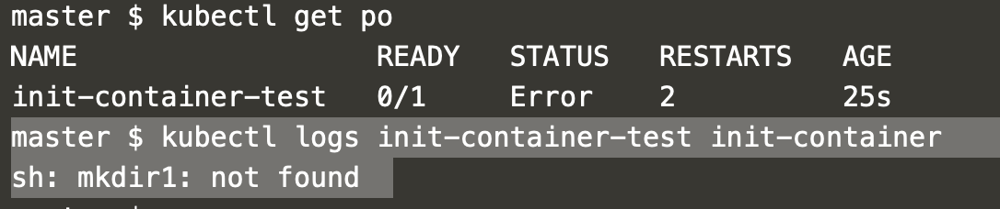 master $ kubectl get po
NAME READY STATUS RESTARTS AGE
init-container-test 0/1 Error 2 25s
master $ kubectl logs init-container-test init-container
sh: mkdir1: not found